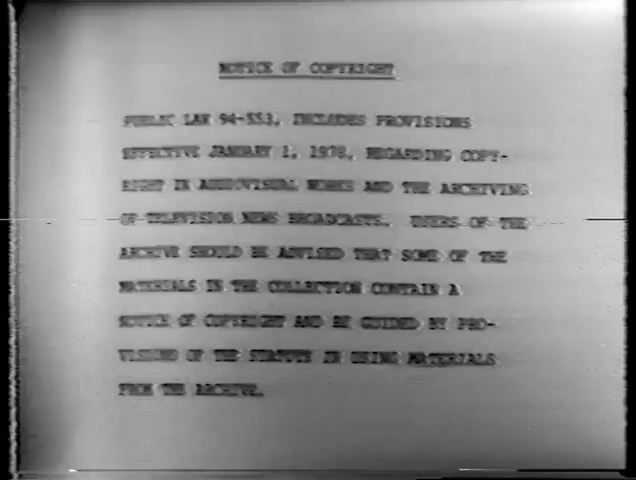 NOTICE OF COPYRIGHT
PUBLIC LAW 94-553, INCLUDES PROVISIONS
EFFECTIVE JANUARY 1, 1978, REGARDING COPY-
RIGHT IN AUDIOVISUAL WORKS AND THE ARCHIVING
OF TELEVISION NEWS BROADCASTS. USERS OF THE
ARCHIVE SHOULD BE ADVISED THAT SOME OF THE
MATERIALS IN THE COLLECTION CONTAIN A
NOTICE OF COPYRIGHT AND BE GUIDED BY PRO-
VISIONS OF THE STATUTE IN USING MATERIALS
FROM THE ARCHIVE.